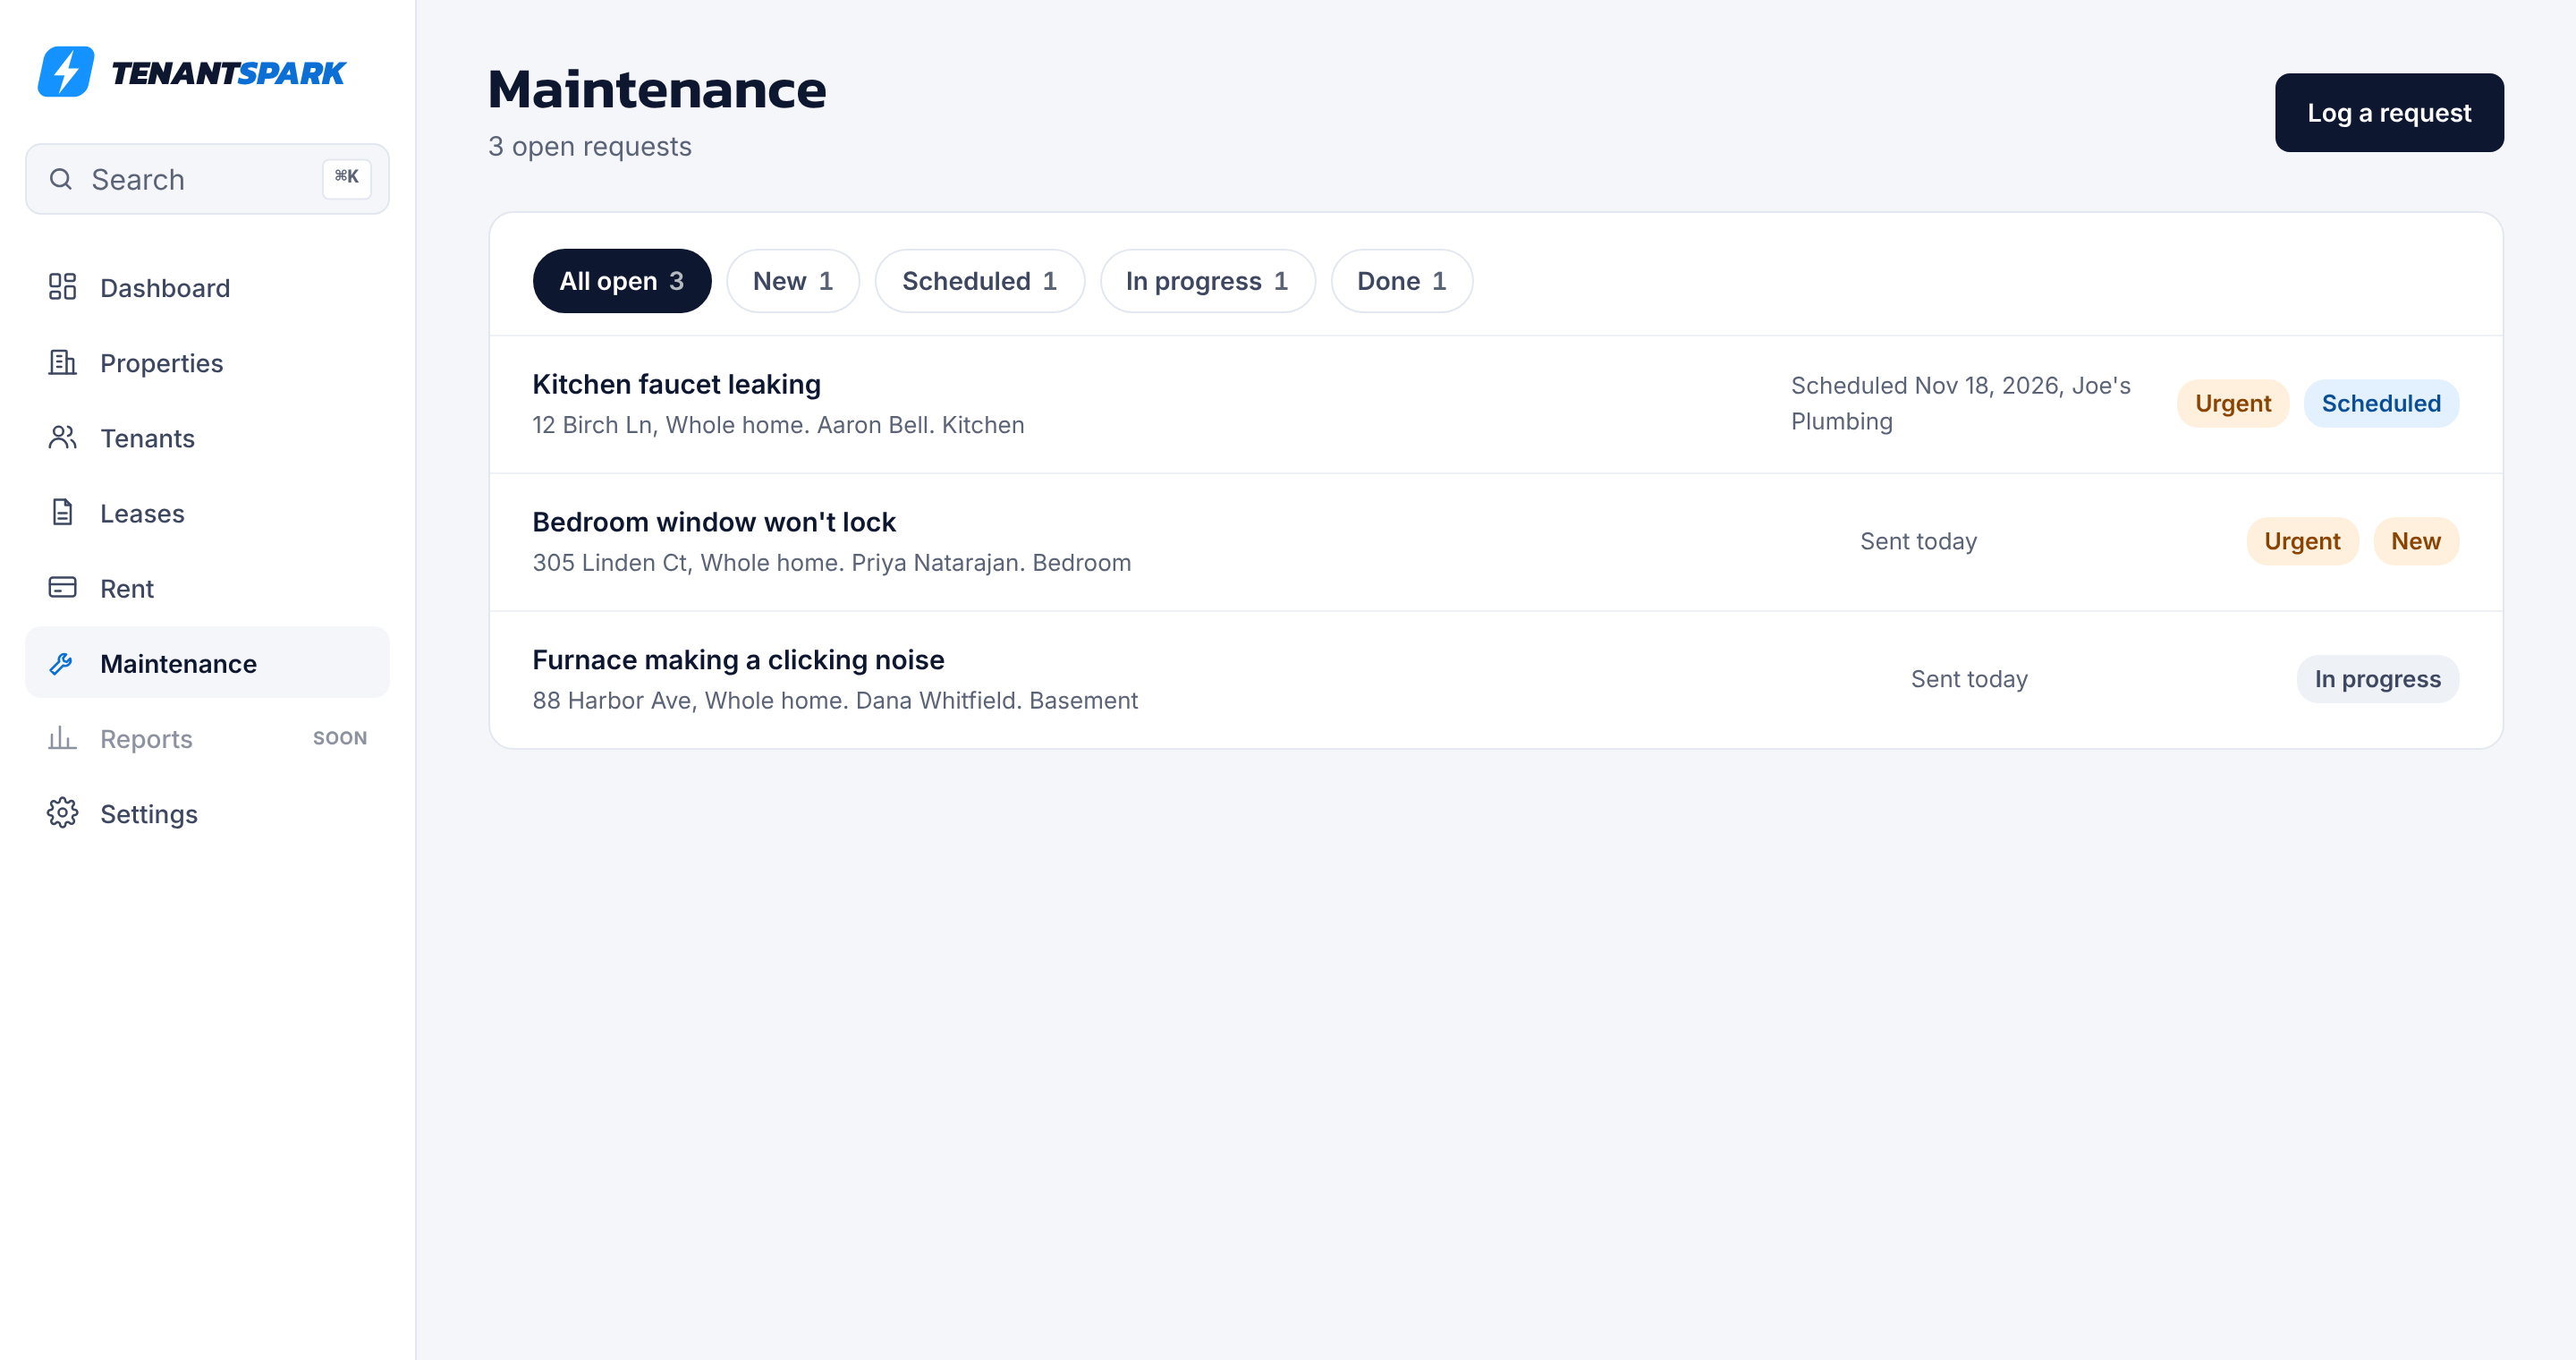 TENANTSPARK
Search ⌘K
Dashboard
Properties
Tenants
Leases
Rent
Maintenance
Reports SOON
Settings
Maintenance
3 open requests
Log a request
All open 3 New 1 Scheduled 1 In progress 1 Done 1
Kitchen faucet leaking
12 Birch Ln, Whole home. Aaron Bell. Kitchen
Scheduled Nov 18, 2026, Joe's
Plumbing
Urgent Scheduled
Bedroom window won't lock
305 Linden Ct, Whole home. Priya Natarajan. Bedroom
Sent today
Urgent New
Furnace making a clicking noise
88 Harbor Ave, Whole home. Dana Whitfield. Basement
Sent today
In progress